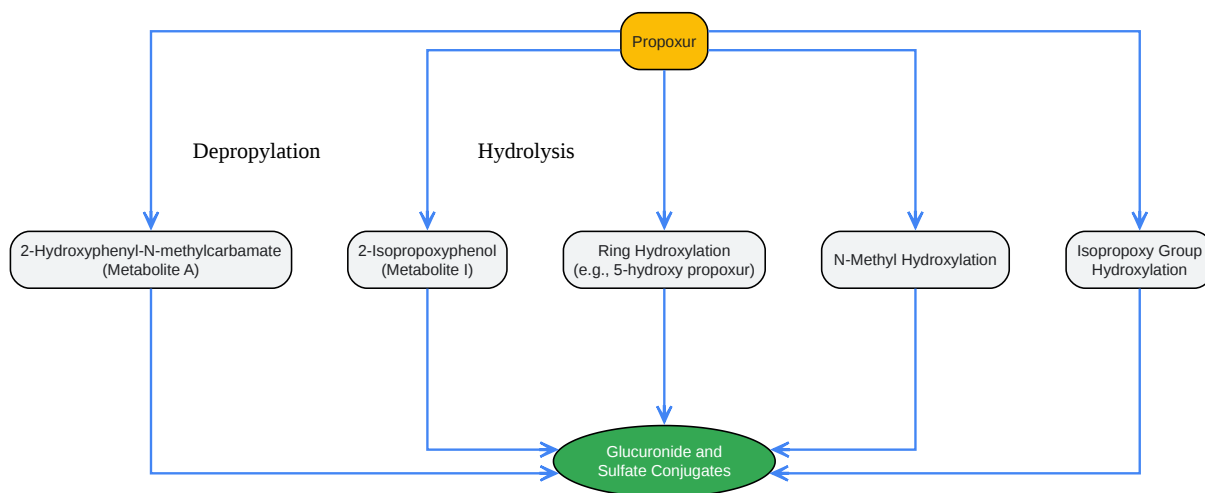 Propoxur
Depropylation
Hydrolysis
2-Hydroxyphenyl-N-methylcarbamate
(Metabolite A)
2-Isopropoxyphenol
(Metabolite I)
Ring Hydroxylation
(e.g., 5-hydroxy propoxur)
N-Methyl Hydroxylation
Isopropoxy Group
Hydroxylation
Glucuronide and
Sulfate Conjugates